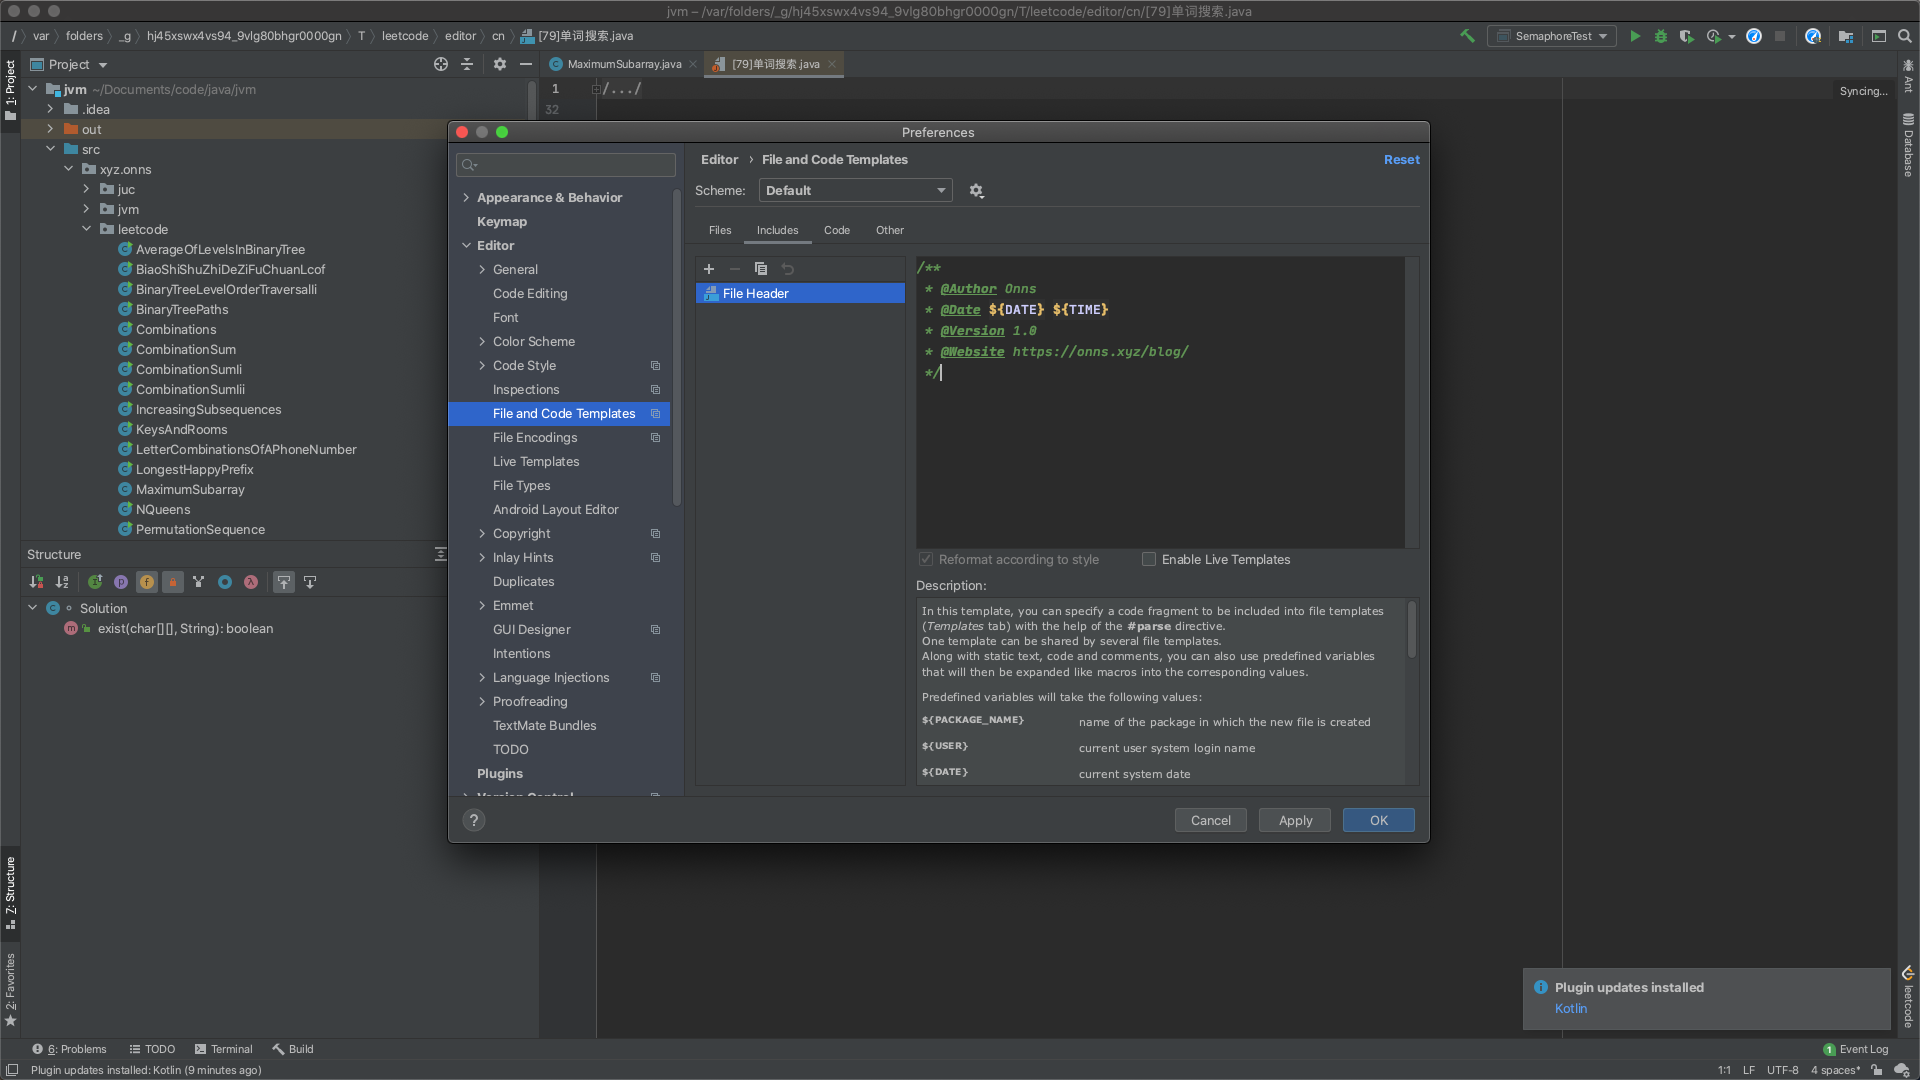 jvm – /var/folders/_g/hj45xswx4vs94_9vlg80bhgr0000gn/T/leetcode/editor/cn/[79]单词搜索.java
/ var folders _g hj45xswx4vs94_9vlg80bhgr0000gn T leetcode editor cn [79]单词搜索.java
SemaphoreTest
Project
MaximumSubarray.java
[79]单词搜索.java
jvm ~/Documents/code/java/jvm
.idea
out
src
xyz.onns
juc
jvm
leetcode
AverageOfLevelsInBinaryTree
BiaoShiShuZhiDeZiFuChuanLcof
BinaryTreeLevelOrderTraversalIi
BinaryTreePaths
Combinations
CombinationSum
CombinationSumIi
CombinationSumIii
IncreasingSubsequences
KeysAndRooms
LetterCombinationsOfAPhoneNumber
LongestHappyPrefix
MaximumSubarray
NQueens
PermutationSequence
Structure
Solution
exist(char[][], String): boolean
1: Project
Z: Structure
2: Favorites
1 /.../
32
Syncing...
Ant
Database
leetcode
Preferences
Appearance & Behavior
Keymap
Editor
General
Code Editing
Font
Color Scheme
Code Style
Inspections
File and Code Templates
File Encodings
Live Templates
File Types
Android Layout Editor
Copyright
Inlay Hints
Duplicates
Emmet
GUI Designer
Intentions
Language Injections
Proofreading
TextMate Bundles
TODO
Plugins
Version Control
Editor › File and Code Templates
Reset
Scheme: Default
Files Includes Code Other
File Header
/**
* @Author Onns
* @Date ${DATE} ${TIME}
* @Version 1.0
* @Website https://onns.xyz/blog/
*/
Reformat according to style
Enable Live Templates
Description:
In this template, you can specify a code fragment to be included into file templates
(Templates tab) with the help of the #parse directive.
One template can be shared by several file templates.
Along with static text, code and comments, you can also use predefined variables
that will then be expanded like macros into the corresponding values.
Predefined variables will take the following values:
${PACKAGE_NAME} name of the package in which the new file is created
${USER} current user system login name
${DATE} current system date
?
Cancel
Apply
OK
Plugin updates installed
Kotlin
6: Problems
TODO
Terminal
Build
1 Event Log
Plugin updates installed: Kotlin (9 minutes ago)
1:1 LF UTF-8 4 spaces*